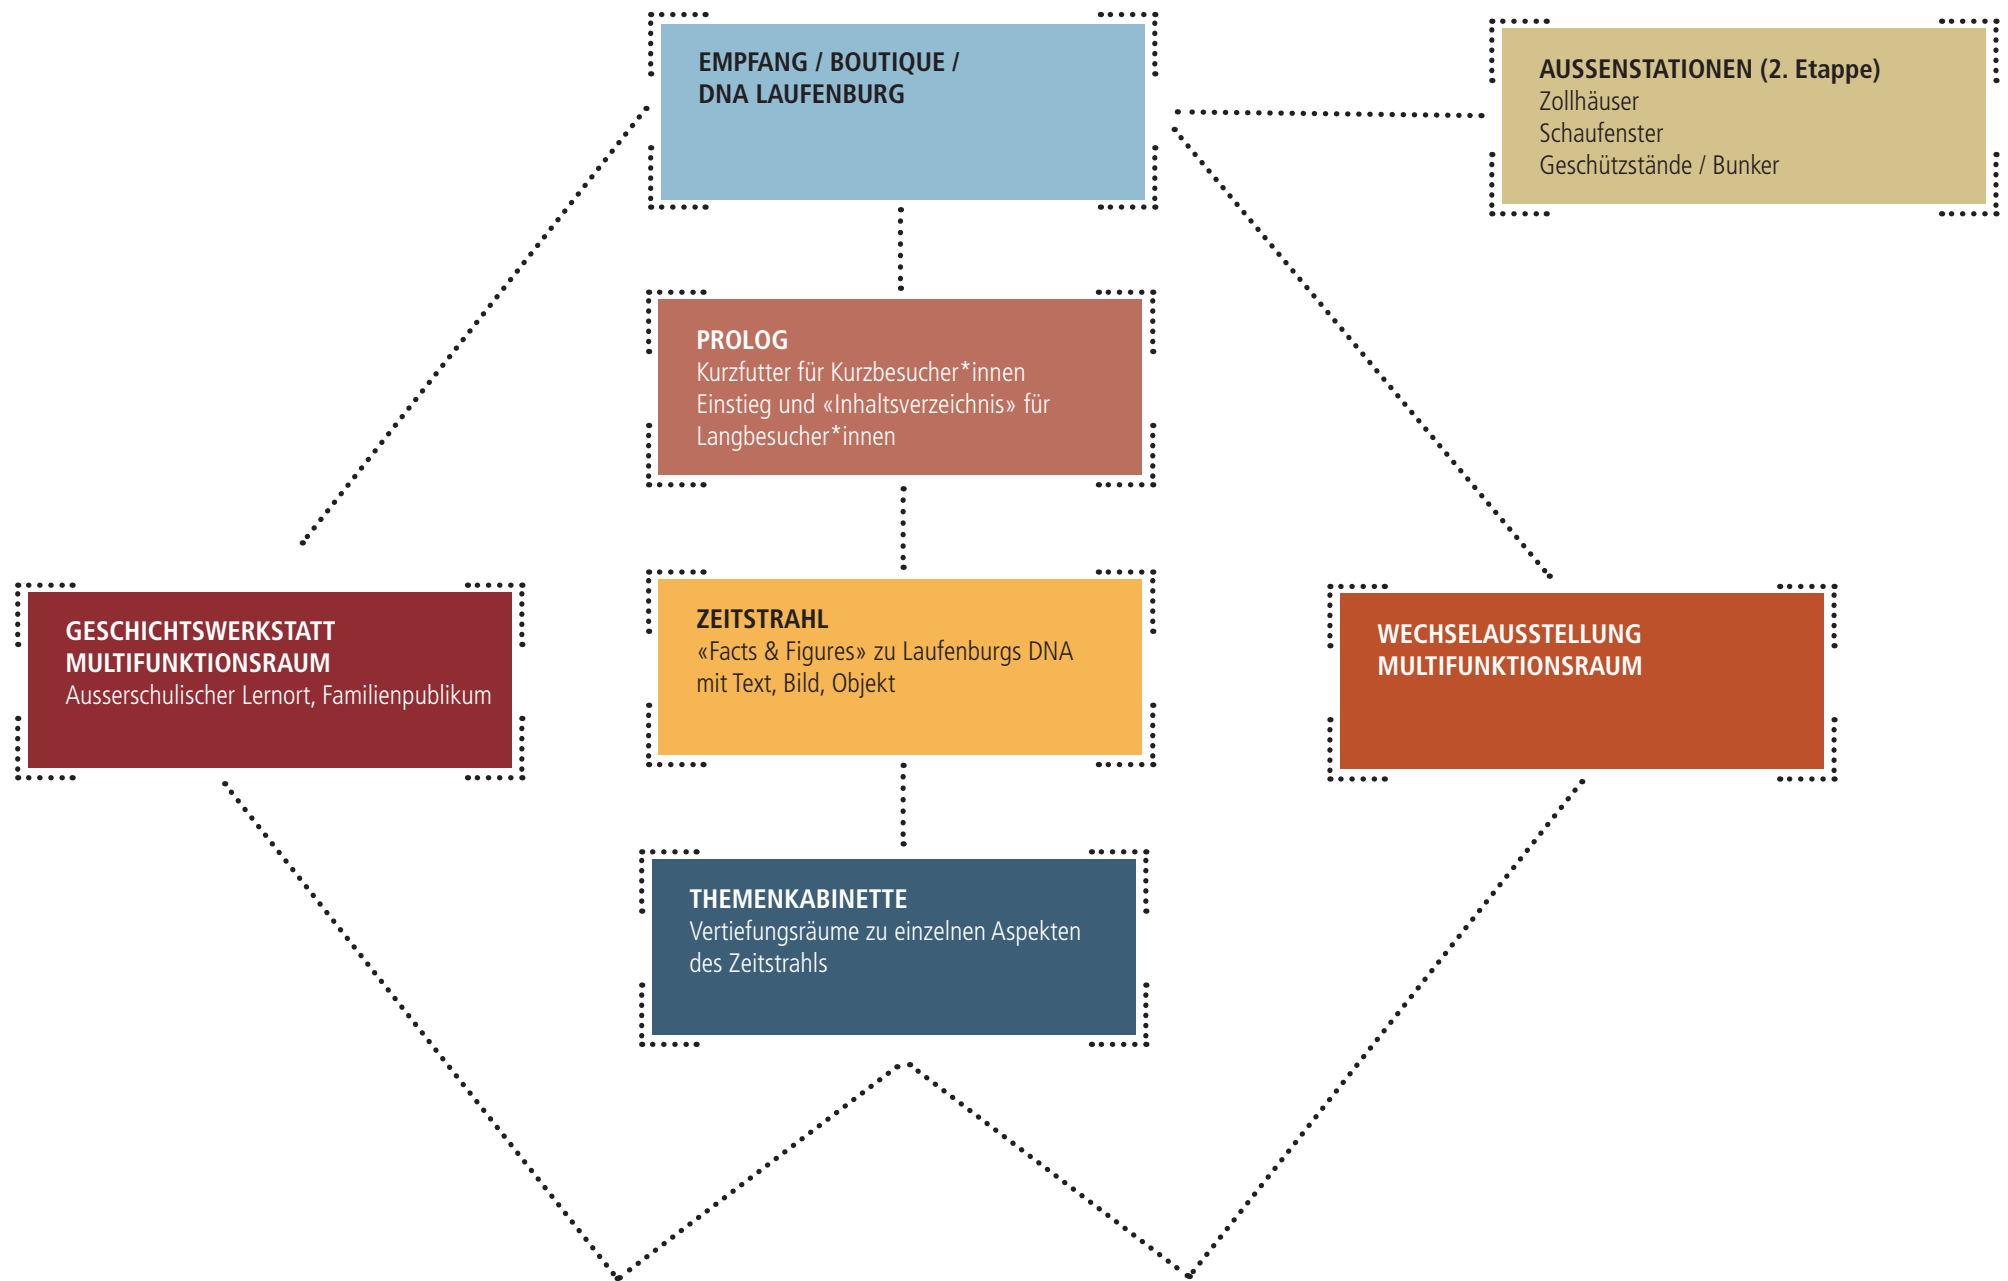 EMPFANG / BOUTIQUE /
DNA LAUFENBURG
AUSSENSTATIONEN (2. Etappe)
Zollhäuser
Schaufenster
Geschützstände / Bunker
PROLOG
Kurzfutter für Kurzbesucher*innen
Einstieg und «Inhaltsverzeichnis» für
Langbesucher*innen
GESCHICHTSWERKSTATT
MULTIFUNKTIONSRAUM
Ausserschulischer Lernort, Familienpublikum
ZEITSTRAHL
«Facts & Figures» zu Laufenburgs DNA
mit Text, Bild, Objekt
WECHSELAUSSTELLUNG
MULTIFUNKTIONSRAUM
THEMENKABINETTE
Vertiefungsräume zu einzelnen Aspekten
des Zeitstrahls